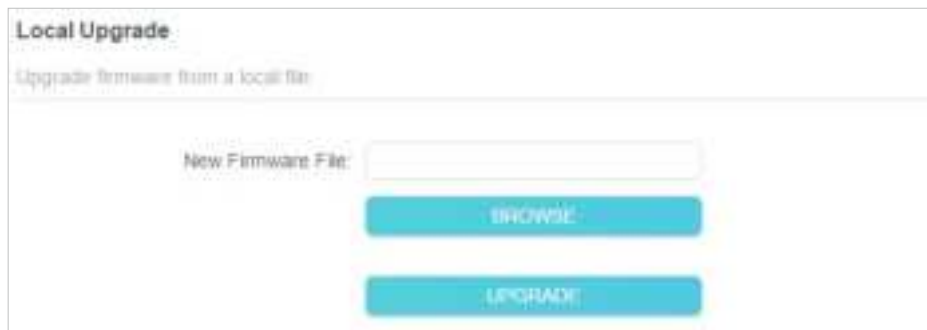 Local Upgrade
Upgrade firmware from a local file.
New Firmware File:
BROWSE
UPGRADE